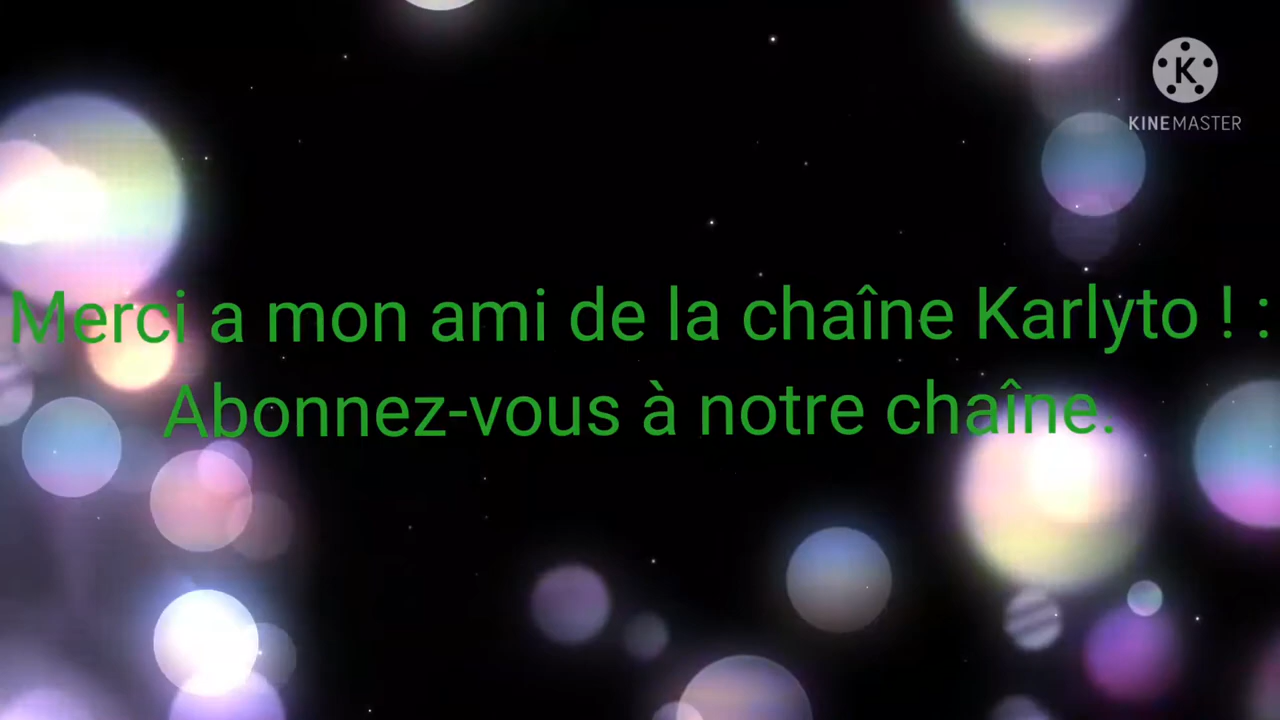 K
KINEMASTER
Merci a mon ami de la chaîne Karlyto ! :
Abonnez-vous à notre chaîne.